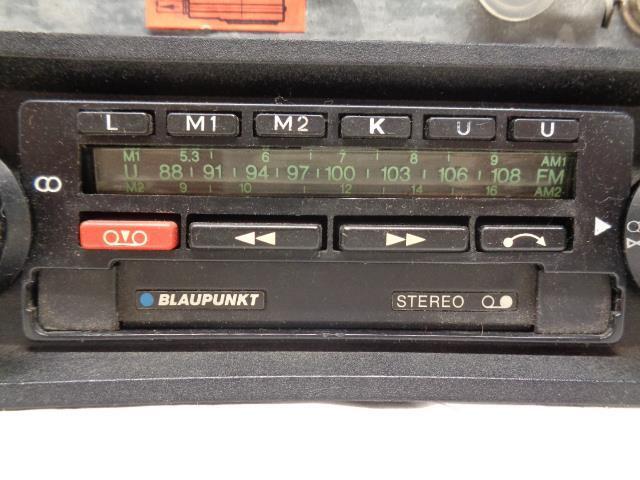 L M1 M2 K U U
M1 5.3 6 7 8 9 AM1
U 88 91 94 97 100 103 106 108 FM
M2 9 10 12 14 16 AM2
BLAUPUNKT STEREO